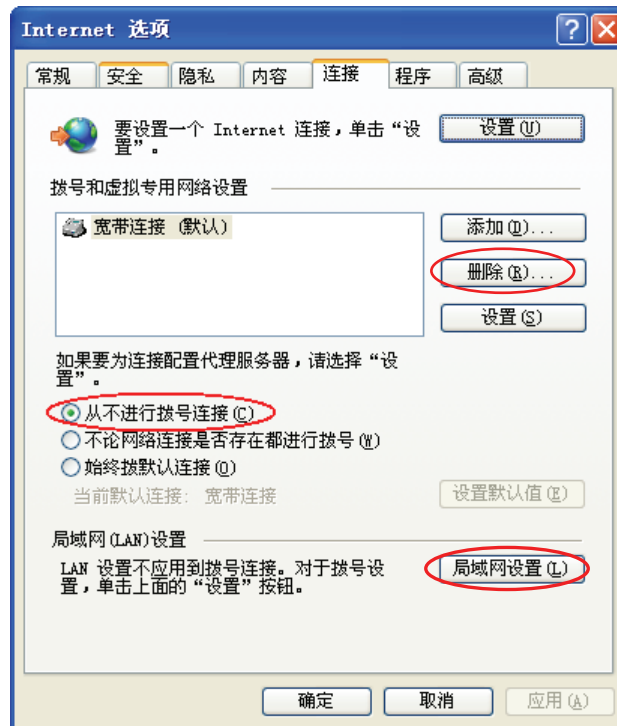 Internet 选项
常规 安全 隐私 内容 连接 程序 高级
要设置一个 Internet 连接，单击“设
置”。
设置(U)
拨号和虚拟专用网络设置
宽带连接 (默认)
添加(D)...
删除(R)...
设置(S)
如果要为连接配置代理服务器，请选择“设
置”。
从不进行拨号连接(C)
不论网络连接是否存在都进行拨号(W)
始终拨默认连接(O)
当前默认连接： 宽带连接
设置默认值(E)
局域网(LAN)设置
LAN 设置不应用到拨号连接。对于拨号设
置，单击上面的“设置”按钮。
局域网设置(L)
确定 取消 应用(A)